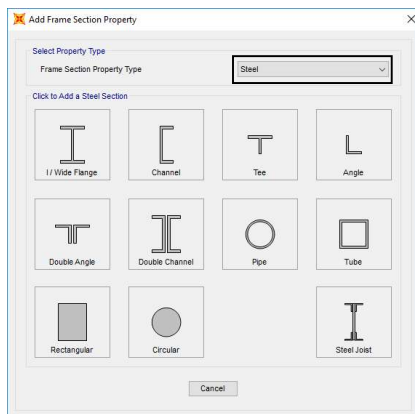 Add Frame Section Property
Select Property Type
Frame Section Property Type
Steel
Click to Add a Steel Section
I / Wide Flange
Channel
Tee
Angle
Double Angle
Double Channel
Pipe
Tube
Rectangular
Circular
Steel Joist
Cancel